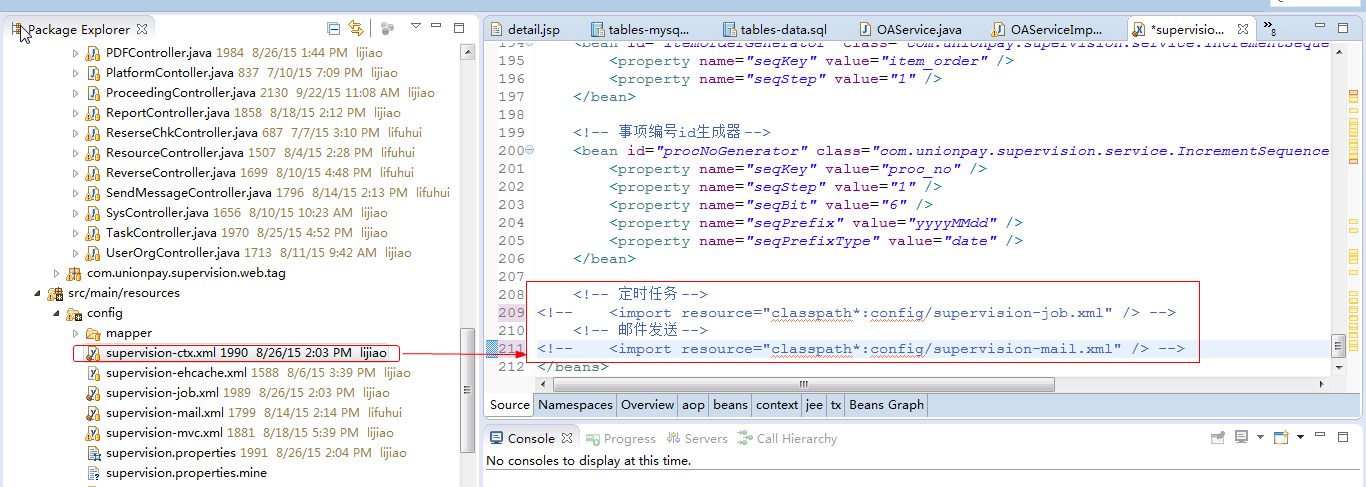 Package Explorer
PDFController.java 1984 8/26/15 1:44 PM lijiao
PlatformContoller.java 837 7/10/15 7:09 PM lijiao
ProceedingController.java 2130 9/22/15 11:08 AM lijiao
ReportController.java 1858 8/18/15 2:12 PM lijiao
ReserseChkController.java 687 7/7/15 3:10 PM lifuhui
ResourceController.java 1507 8/4/15 2:28 PM lijiao
ReverseController.java 1699 8/10/15 4:48 PM lifuhui
SendMessageController.java 1796 8/14/15 2:13 PM lifuhui
SysController.java 1656 8/10/15 10:23 AM lijiao
TaskController.java 1970 8/25/15 4:52 PM lijiao
UserOrgController.java 1713 8/11/15 9:42 AM lijiao
com.unionpay.supervision.web.tag
src/main/resources
config
mapper
supervision-ctx.xml 1990 8/26/15 2:03 PM lijiao
supervision-ehcache.xml 1588 8/6/15 3:39 PM lijiao
supervision-job.xml 1989 8/26/15 2:03 PM lijiao
supervision-mail.xml 1799 8/14/15 2:14 PM lifuhui
supervision-mvc.xml 1881 8/18/15 5:39 PM lijiao
supervision.properties 1991 8/26/15 2:04 PM lijiao
supervision.properties.mine
detail.jsp tables-mysq... tables-data.sql OAService.java OAServiceImp... *supervisio... »8
194 <bean id="itemOrderGenerator" class="com.unionpay.supervision.service.IncrementSeque
195 <property name="seqKey" value="item_order" />
196 <property name="seqStep" value="1" />
197 </bean>
198
199 <!-- 事项编号id生成器 -->
200 <bean id="procNoGenerator" class="com.unionpay.supervision.service.IncrementSequence
201 <property name="seqKey" value="proc_no" />
202 <property name="seqStep" value="1" />
203 <property name="seqBit" value="6" />
204 <property name="seqPrefix" value="yyyyMMdd" />
205 <property name="seqPrefixType" value="date" />
206 </bean>
207
208 <!-- 定时任务 -->
209 <!-- <import resource="classpath*:config/supervision-job.xml" /> -->
210 <!-- 邮件发送 -->
211 <!-- <import resource="classpath*:config/supervision-mail.xml" /> -->
212 </beans>
Source Namespaces Overview aop beans context jee tx Beans Graph
Console Progress Servers Call Hierarchy
No consoles to display at this time.